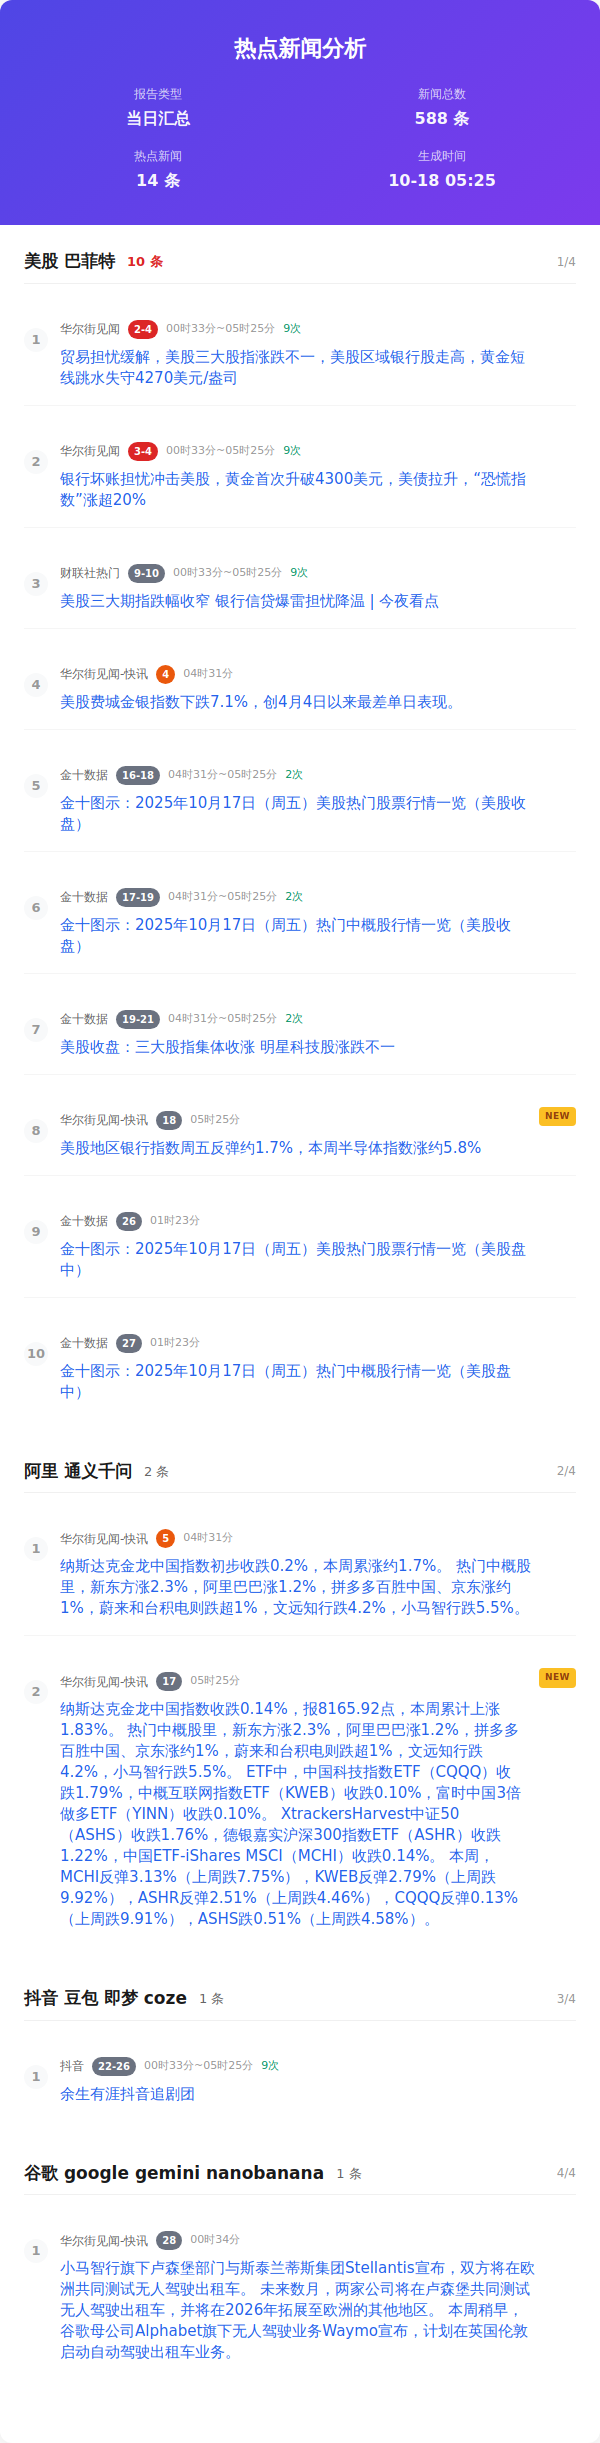 热点新闻分析
报告类型
新闻总数
当日汇总
588 条
热点新闻
生成时间
14 条
10-18 05:25
美股 巴菲特 10 条 1/4
1
华尔街见闻 2-4 00时33分~05时25分 9次
贸易担忧缓解，美股三大股指涨跌不一，美股区域银行股走高，黄金短
线跳水失守4270美元/盎司
2
华尔街见闻 3-4 00时33分~05时25分 9次
银行坏账担忧冲击美股，黄金首次升破4300美元，美债拉升，“恐慌指
数”涨超20%
3
财联社热门 9-10 00时33分~05时25分 9次
美股三大期指跌幅收窄 银行信贷爆雷担忧降温 | 今夜看点
4
华尔街见闻-快讯 4 04时31分
美股费城金银指数下跌7.1%，创4月4日以来最差单日表现。
5
金十数据 16-18 04时31分~05时25分 2次
金十图示：2025年10月17日（周五）美股热门股票行情一览（美股收
盘）
6
金十数据 17-19 04时31分~05时25分 2次
金十图示：2025年10月17日（周五）热门中概股行情一览（美股收
盘）
7
金十数据 19-21 04时31分~05时25分 2次
美股收盘：三大股指集体收涨 明星科技股涨跌不一
8
华尔街见闻-快讯 18 05时25分 NEW
美股地区银行指数周五反弹约1.7%，本周半导体指数涨约5.8%
9
金十数据 26 01时23分
金十图示：2025年10月17日（周五）美股热门股票行情一览（美股盘
中）
10
金十数据 27 01时23分
金十图示：2025年10月17日（周五）热门中概股行情一览（美股盘
中）
阿里 通义千问 2 条 2/4
1
华尔街见闻-快讯 5 04时31分
纳斯达克金龙中国指数初步收跌0.2%，本周累涨约1.7%。 热门中概股
里，新东方涨2.3%，阿里巴巴涨1.2%，拼多多百胜中国、京东涨约
1%，蔚来和台积电则跌超1%，文远知行跌4.2%，小马智行跌5.5%。
2
华尔街见闻-快讯 17 05时25分 NEW
纳斯达克金龙中国指数收跌0.14%，报8165.92点，本周累计上涨
1.83%。 热门中概股里，新东方涨2.3%，阿里巴巴涨1.2%，拼多多
百胜中国、京东涨约1%，蔚来和台积电则跌超1%，文远知行跌
4.2%，小马智行跌5.5%。 ETF中，中国科技指数ETF（CQQQ）收
跌1.79%，中概互联网指数ETF（KWEB）收跌0.10%，富时中国3倍
做多ETF（YINN）收跌0.10%。 XtrackersHarvest中证50
（ASHS）收跌1.76%，德银嘉实沪深300指数ETF（ASHR）收跌
1.22%，中国ETF-iShares MSCI（MCHI）收跌0.14%。 本周，
MCHI反弹3.13%（上周跌7.75%），KWEB反弹2.79%（上周跌
9.92%），ASHR反弹2.51%（上周跌4.46%），CQQQ反弹0.13%
（上周跌9.91%），ASHS跌0.51%（上周跌4.58%）。
抖音 豆包 即梦 coze 1 条 3/4
1
抖音 22-26 00时33分~05时25分 9次
余生有涯抖音追剧团
谷歌 google gemini nanobanana 1 条 4/4
1
华尔街见闻-快讯 28 00时34分
小马智行旗下卢森堡部门与斯泰兰蒂斯集团Stellantis宣布，双方将在欧
洲共同测试无人驾驶出租车。 未来数月，两家公司将在卢森堡共同测试
无人驾驶出租车，并将在2026年拓展至欧洲的其他地区。 本周稍早，
谷歌母公司Alphabet旗下无人驾驶业务Waymo宣布，计划在英国伦敦
启动自动驾驶出租车业务。